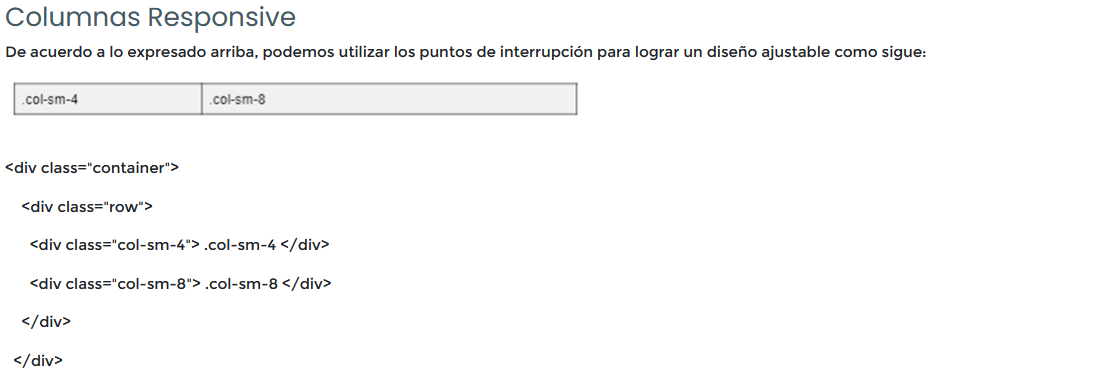 Columnas Responsive
De acuerdo a lo expresado arriba, podemos utilizar los puntos de interrupción para lograr un diseño ajustable como sigue:
.col-sm-4 .col-sm-8
<div class="container">
<div class="row">
<div class="col-sm-4"> .col-sm-4 </div>
<div class="col-sm-8"> .col-sm-8 </div>
</div>
</div>